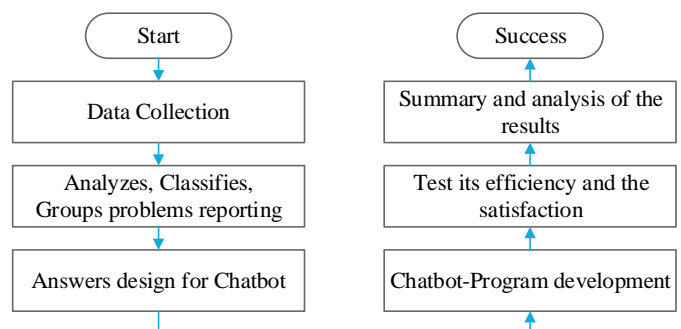 Start
Data Collection
Analyzes, Classifies,
Groups problems reporting
Answers design for Chatbot
Success
Summary and analysis of the
results
Test its efficiency and the
satisfaction
Chatbot-Program development